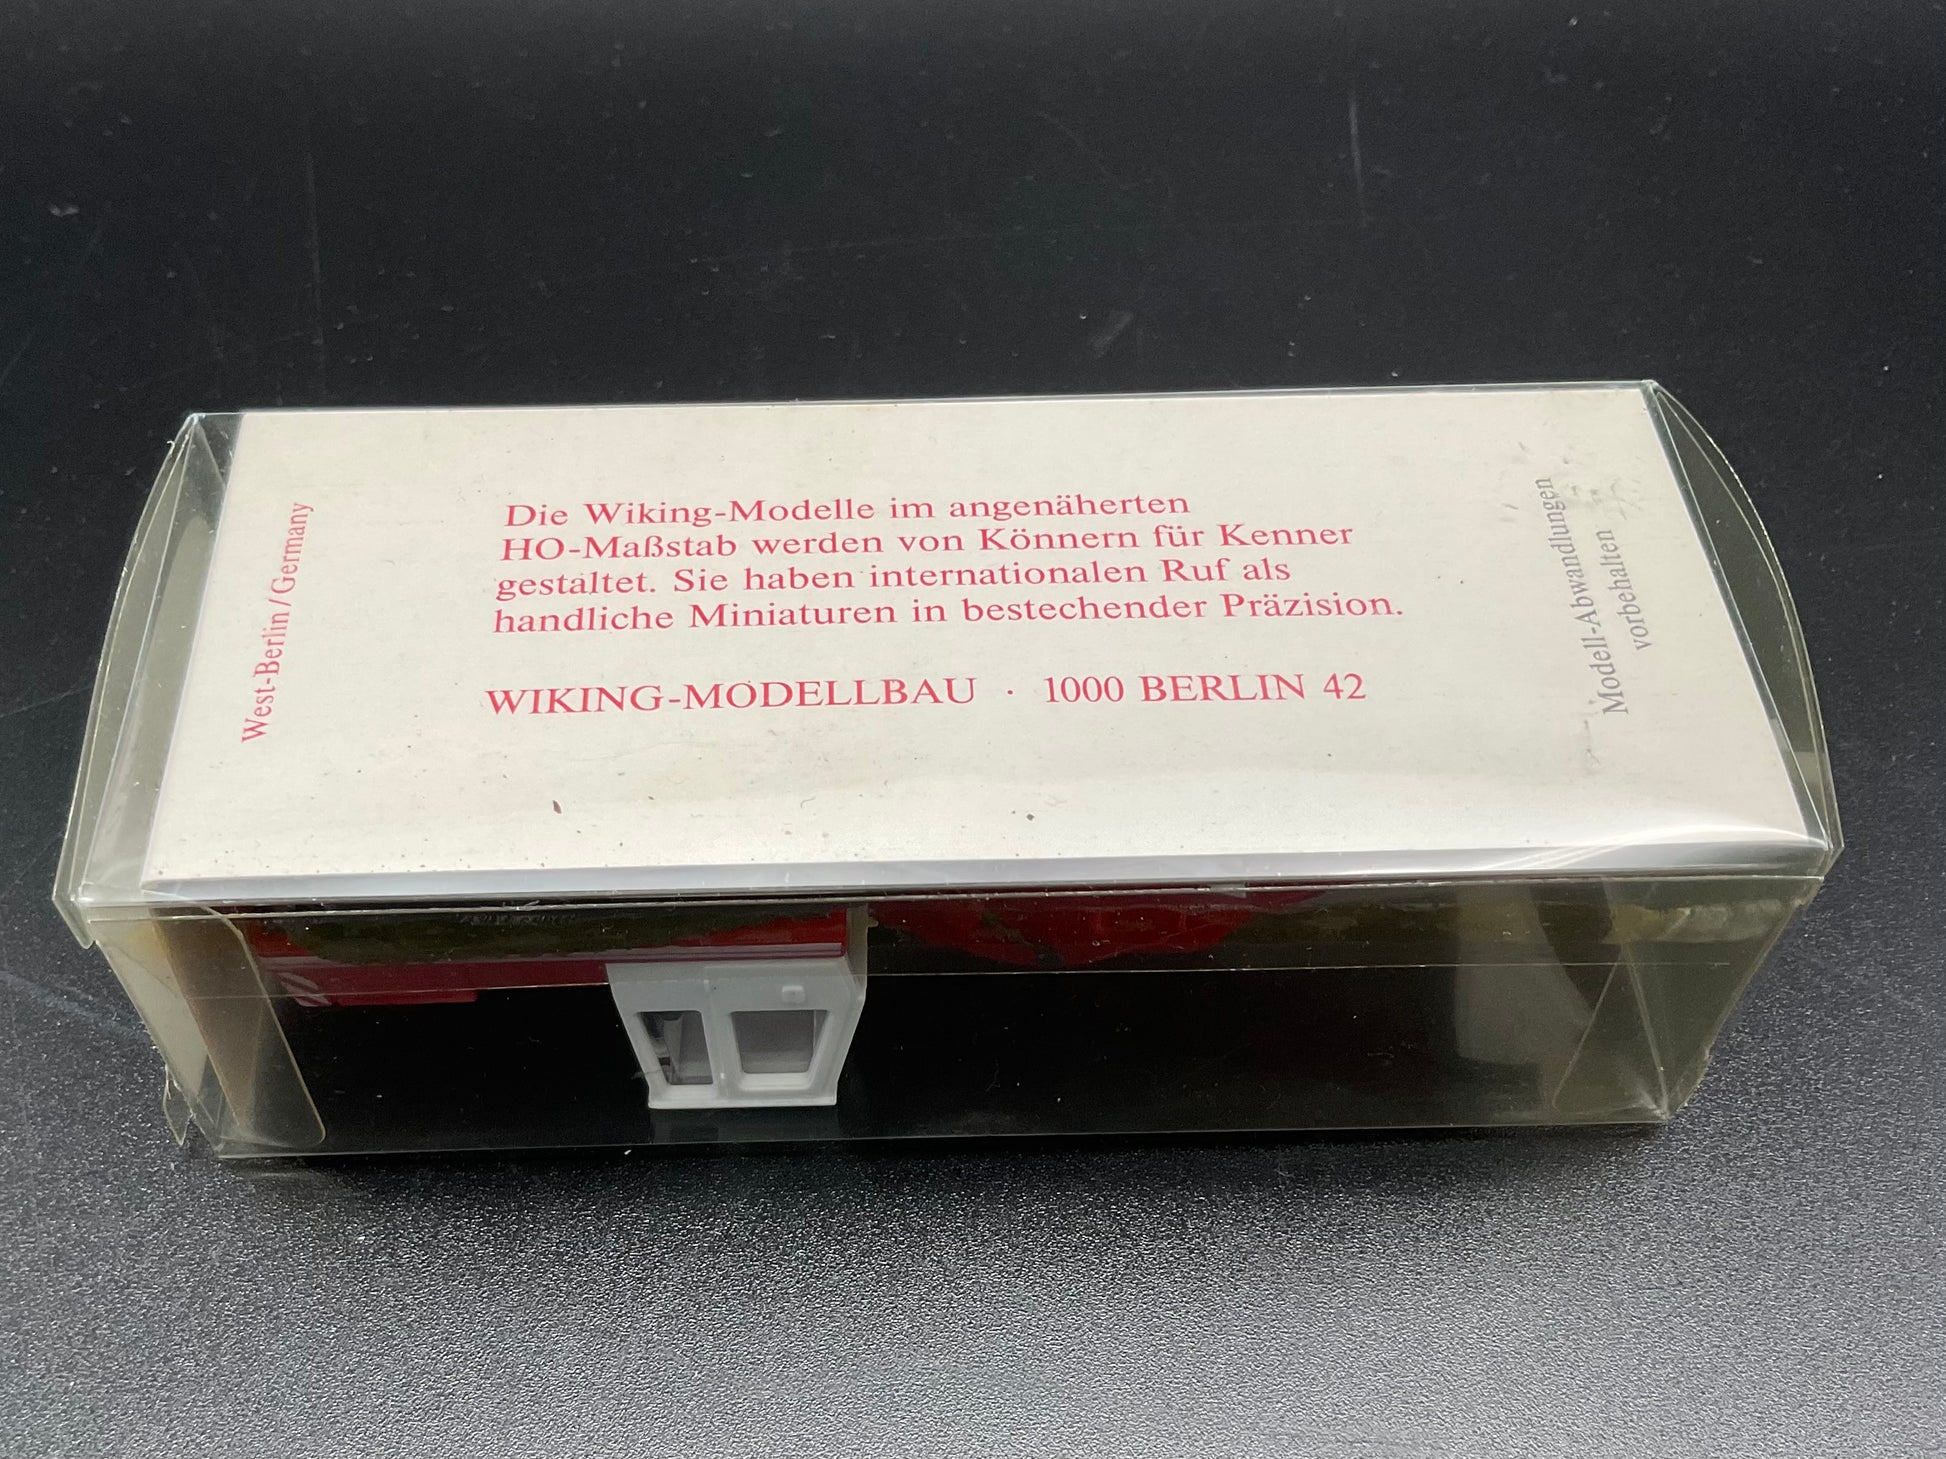 West-Berlin/Germany
Die Wiking-Modelle im angenäherten
HO-Maßstab werden von Könnern für Kenner
gestaltet. Sie haben internationalen Ruf als
handliche Miniaturen in bestechender Präzision.
WIKING-MODELLBAU · 1000 BERLIN 42
Modell-Abwandlungen
vorbehalten